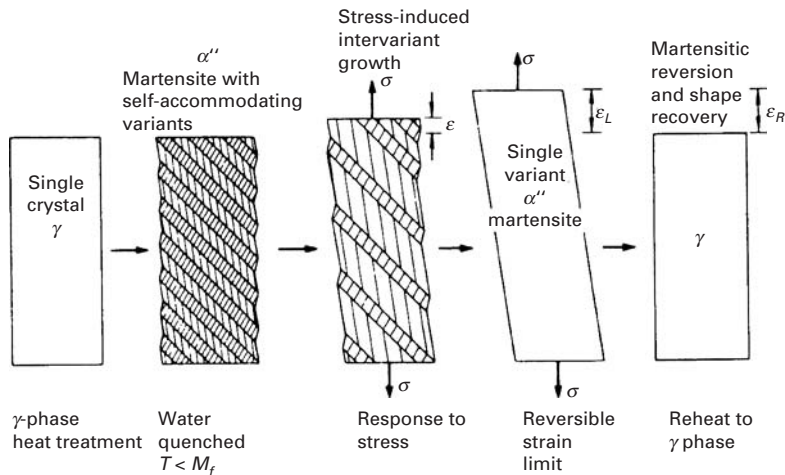 Single
crystal
γ
γ-phase
heat treatment
α''
Martensite with
self-accommodating
variants
Water
quenched
T < M_f
Stress-induced
intervariant
growth
σ
ε
σ
Response to
stress
σ
ε_L
Single
variant
α''
martensite
σ
Reversible
strain
limit
Martensitic
reversion
and shape
recovery
ε_R
γ
Reheat to
γ phase